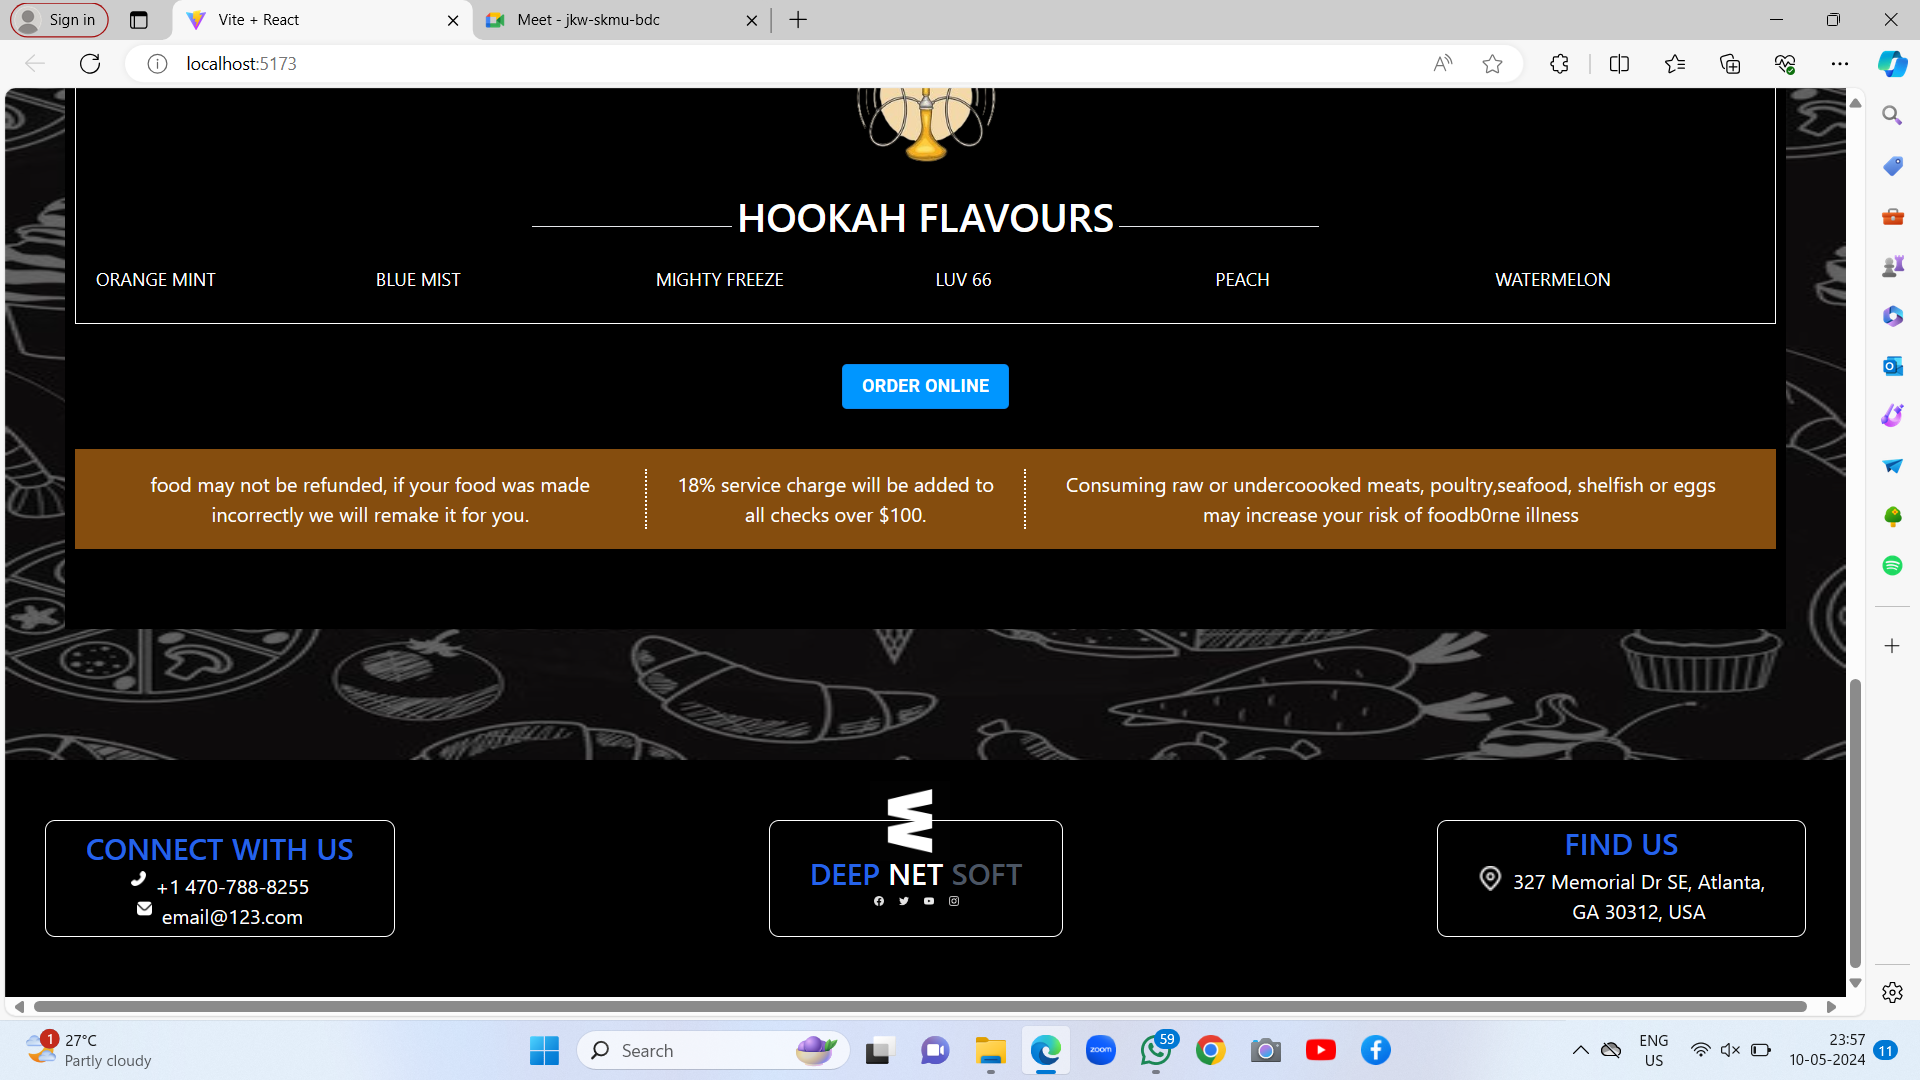 Sign in
Vite + React
Meet - jkw-skmu-bdc
localhost:5173
HOOKAH FLAVOURS
ORANGE MINT BLUE MIST MIGHTY FREEZE LUV 66 PEACH WATERMELON
ORDER ONLINE
food may not be refunded, if your food was made
incorrectly we will remake it for you.
18% service charge will be added to
all checks over $100.
Consuming raw or undercoooked meats, poultry,seafood, shelfish or eggs
may increase your risk of foodb0rne illness
CONNECT WITH US
+1 470-788-8255
email@123.com
DEEP NET SOFT
FIND US
327 Memorial Dr SE, Atlanta,
GA 30312, USA
1
27°C
Partly cloudy
Search
zoom
59
ENG
US
23:57
10-05-2024
11